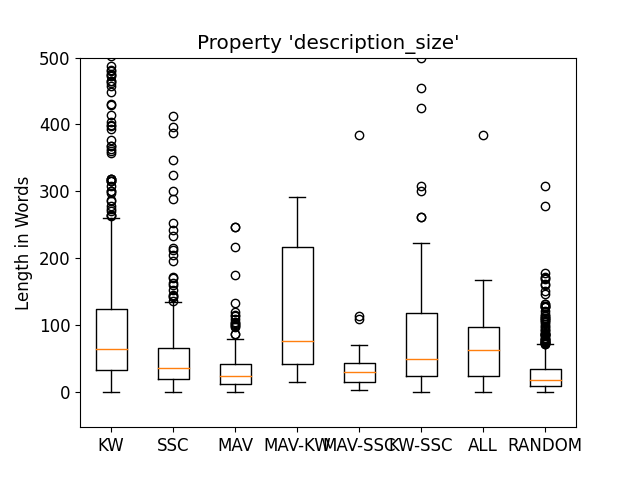 Property 'description_size'
Length in Words
500
400
300
200
100
0
KW SSC MAV MAV-KW MAV-SSC KW-SSC ALL RANDOM